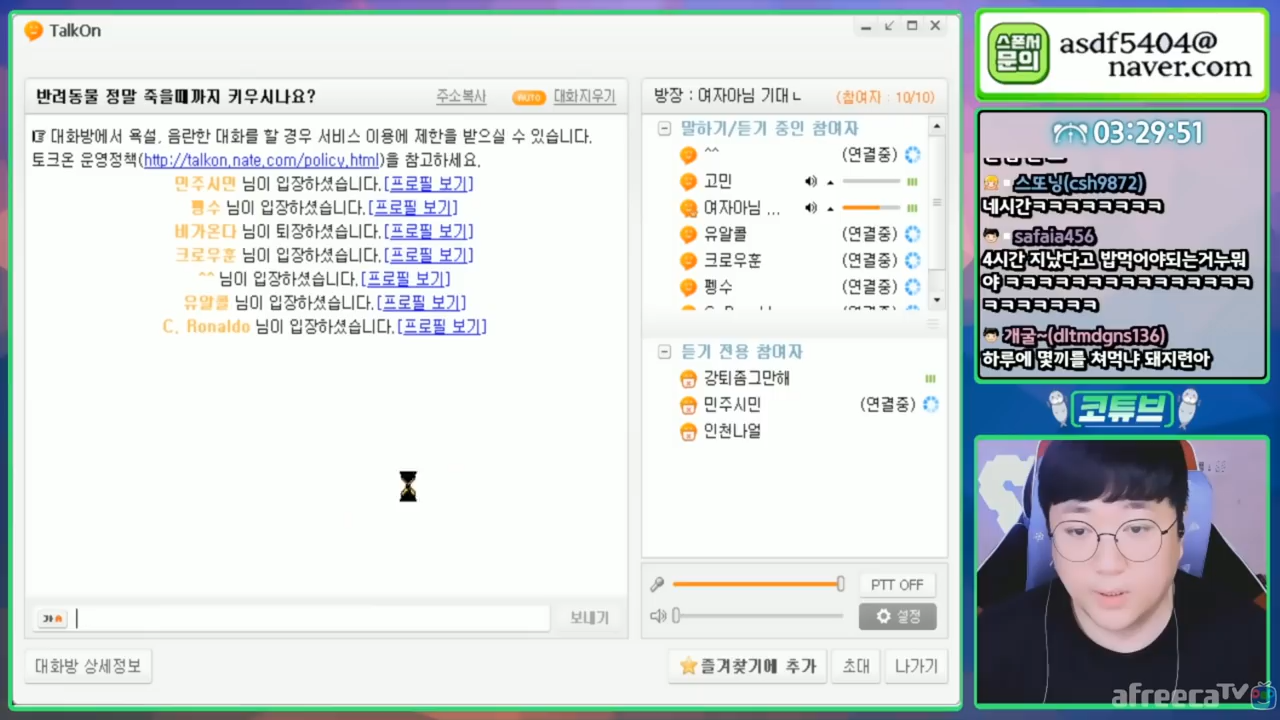 TalkOn
반려동물 정말 죽을때까지 키우시나요?
주소복사
AUTO
대화지우기
☞ 대화방에서 욕설, 음란한 대화를 할 경우 서비스 이용에 제한을 받으실 수 있습니다.
토크온 운영정책(http://talkon.nate.com/policy.html)을 참고하세요.
민주시민 님이 입장하셨습니다.[프로필 보기]
펭수 님이 입장하셨습니다.[프로필 보기]
비가온다 님이 퇴장하셨습니다.[프로필 보기]
크로우훈 님이 입장하셨습니다.[프로필 보기]
^^ 님이 입장하셨습니다.[프로필 보기]
유알콜 님이 입장하셨습니다.[프로필 보기]
C. Ronaldo 님이 입장하셨습니다.[프로필 보기]
가
보내기
대화방 상세정보
방장 : 여자아님 기대ㄴ
(참여자 : 10/10)
말하기/듣기 중인 참여자
^^ (연결중)
고민
여자아님 ...
유알콜 (연결중)
크로우훈 (연결중)
펭수 (연결중)
듣기 전용 참여자
강퇴좀그만해
민주시민 (연결중)
인천나얼
PTT OFF
설정
즐겨찾기에 추가
초대
나가기
스폰서
문의
asdf5404@
naver.com
03:29:51
스또닝(csh9872)
네시간ㅋㅋㅋㅋㅋㅋㅋㅋ
safaia456
4시간 지났다고 밥먹어야되는거누뭐
야 ㅋㅋㅋㅋㅋㅋㅋㅋㅋㅋㅋㅋㅋㅋㅋ
ㅋㅋㅋㅋㅋㅋㅋ
개굴~(dltmdgns136)
하루에 몇끼를 쳐먹냐 돼지련아
코튜브
afreecaTV